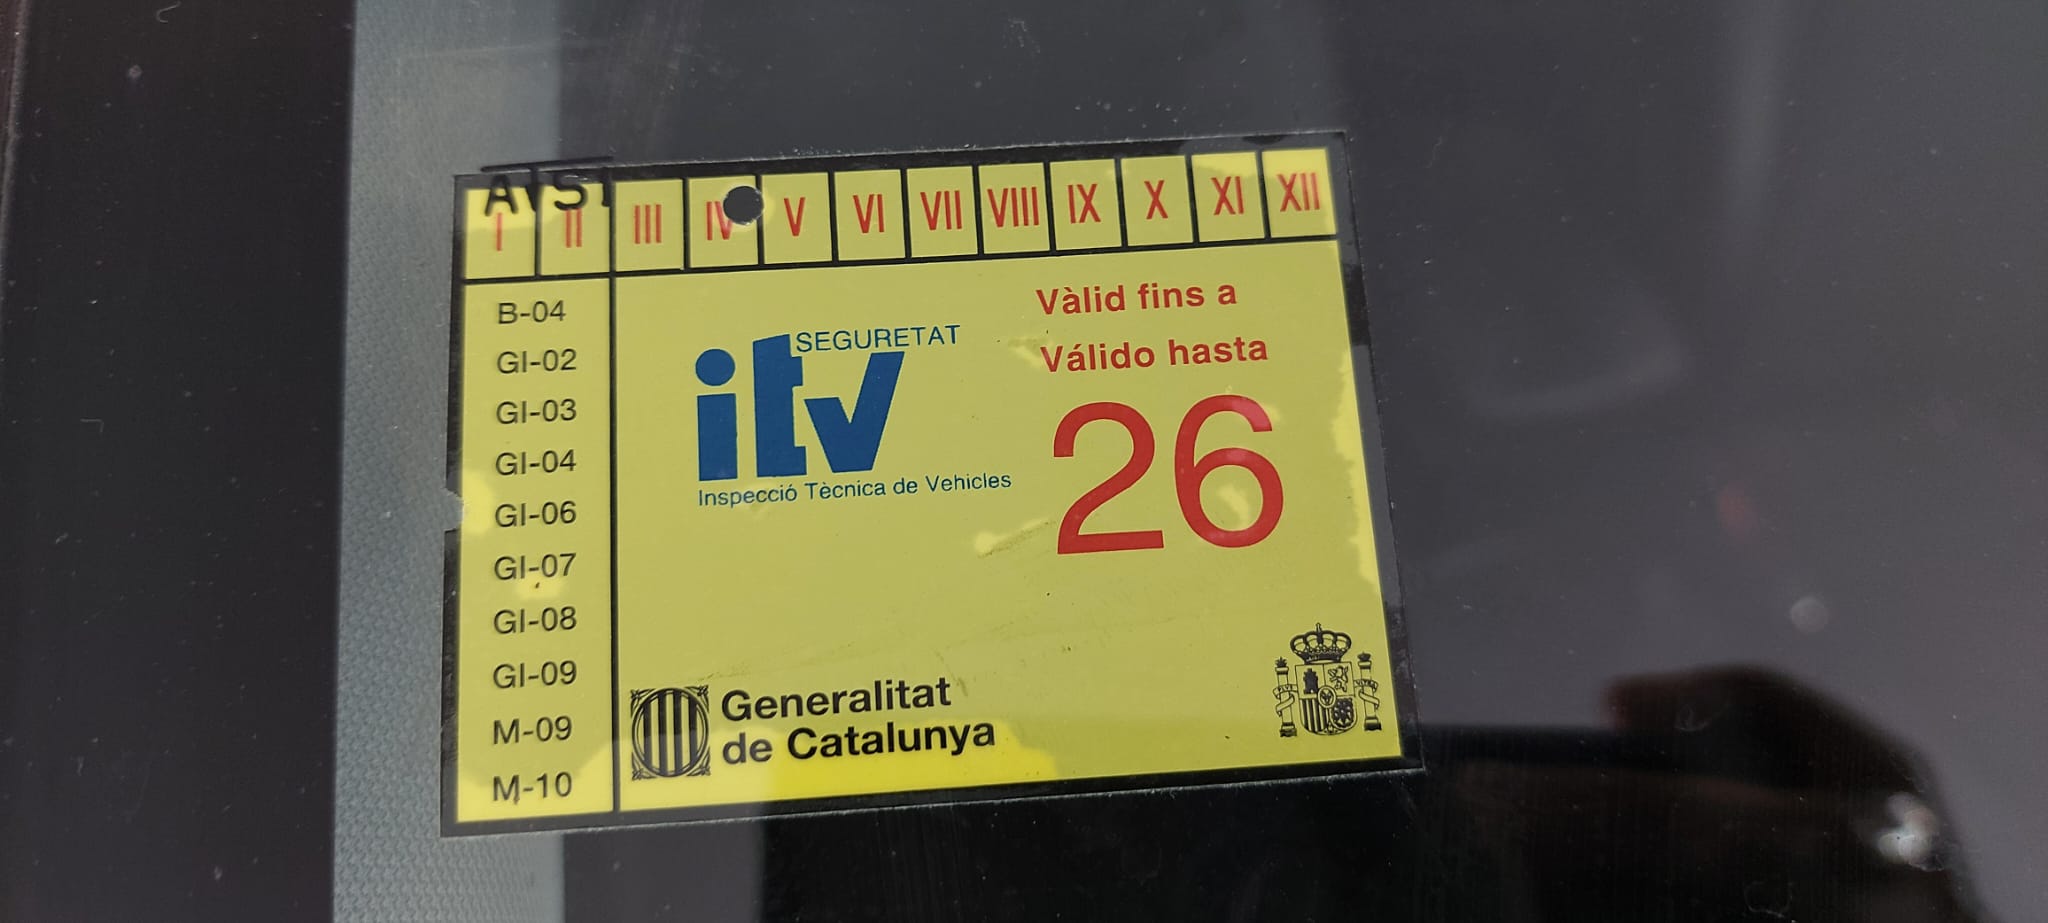 I II III IV V VI VII VIII IX X XI XII
B-04
GI-02
GI-03
GI-04
GI-06
GI-07
GI-08
GI-09
M-09
M-10
SEGURETAT
itv
Inspecció Tècnica de Vehicles
Vàlid fins a
Válido hasta
26
Generalitat
de Catalunya